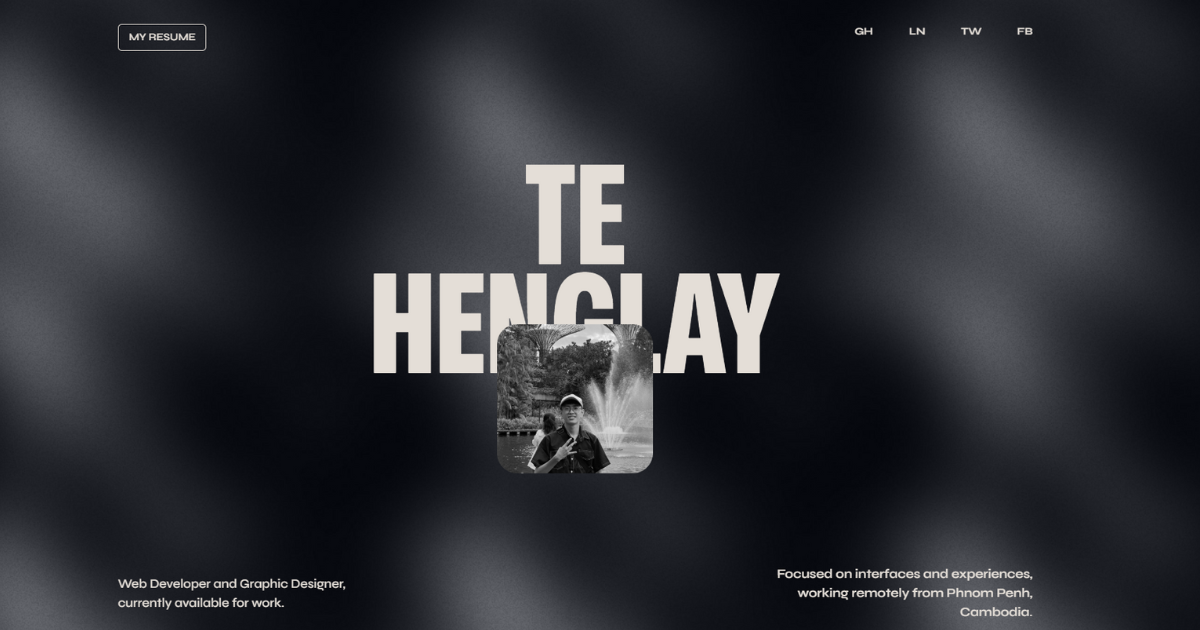 MY RESUME
GH LN TW FB
TE
HENGLAY
Web Developer and Graphic Designer,
currently available for work.
Focused on interfaces and experiences,
working remotely from Phnom Penh,
Cambodia.